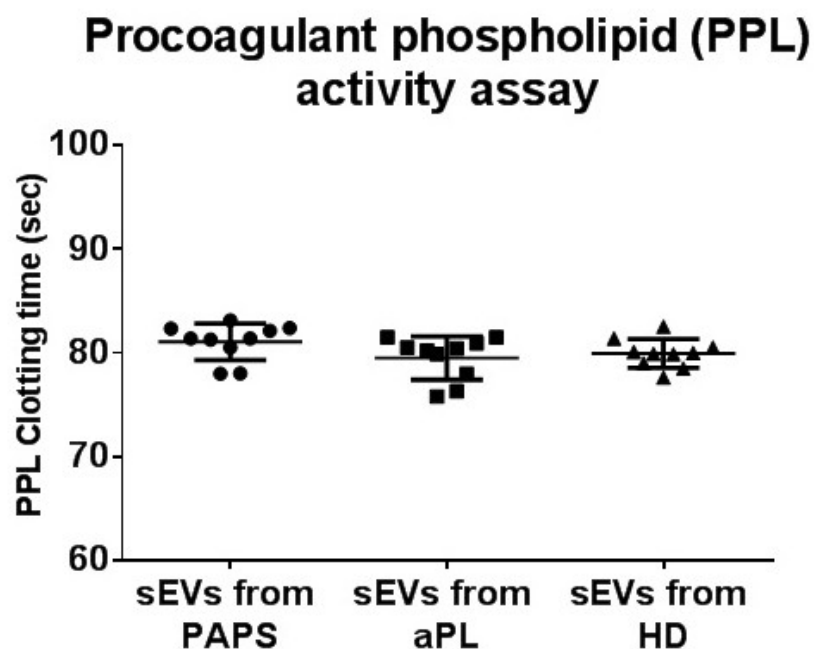 Procoagulant phospholipid (PPL)
activity assay
PPL Clotting time (sec)
100
90
80
70
60
sEVs from
PAPS
sEVs from
aPL
sEVs from
HD